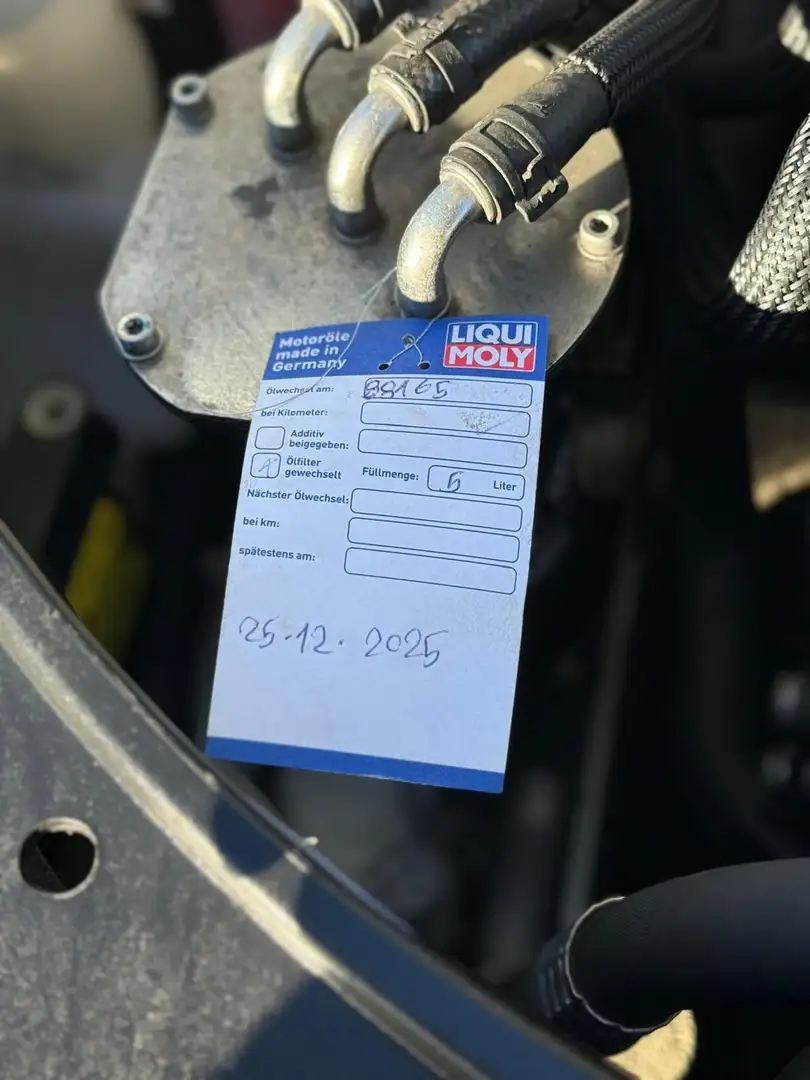 Motoröle
made in
Germany
LIQUI
MOLY
Ölwechsel am: 88165
bei Kilometer:
Additiv
beigegeben:
Ölfilter
gewechselt
Füllmenge: 5 Liter
Nächster Ölwechsel:
bei km:
spätestens am:
25.12.2025